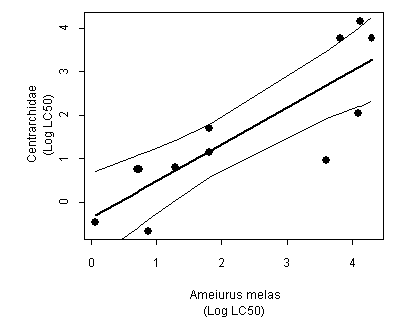 Centrarchidae
(Log LC50)
4
3
2
1
0
0 1 2 3 4
Ameiurus melas
(Log LC50)